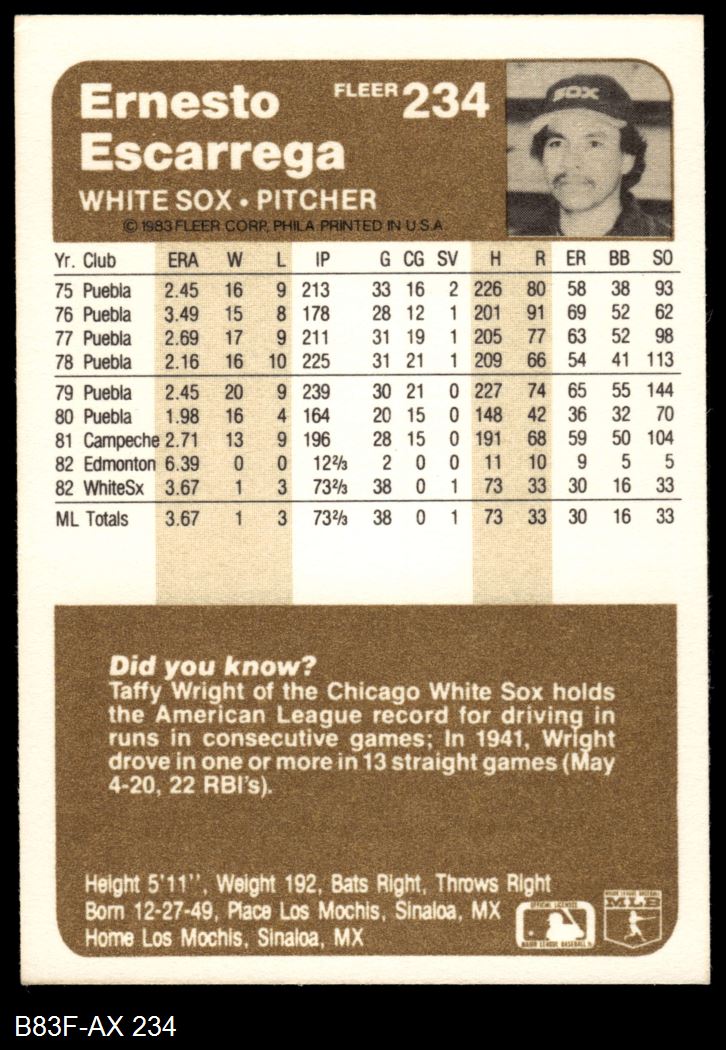 Ernesto FLEER 234
Escarrega
WHITE SOX • PITCHER
© 1983 FLEER CORP, PHILA PRINTED IN U.S.A.
SOX
Yr. Club ERA W L IP G CG SV H R ER BB SO
75 Puebla 2.45 16 9 213 33 16 2 226 80 58 38 93
76 Puebla 3.49 15 8 178 28 12 1 201 91 69 52 62
77 Puebla 2.69 17 9 211 31 19 1 205 77 63 52 98
78 Puebla 2.16 16 10 225 31 21 1 209 66 54 41 113
79 Puebla 2.45 20 9 239 30 21 0 227 74 65 55 144
80 Puebla 1.98 16 4 164 20 15 0 148 42 36 32 70
81 Campeche 2.71 13 9 196 28 15 0 191 68 59 50 104
82 Edmonton 6.39 0 0 12⅔ 2 0 0 11 10 9 5 5
82 WhiteSx 3.67 1 3 73⅔ 38 0 1 73 33 30 16 33
ML Totals 3.67 1 3 73⅔ 38 0 1 73 33 30 16 33
Did you know?
Taffy Wright of the Chicago White Sox holds
the American League record for driving in
runs in consecutive games; In 1941, Wright
drove in one or more in 13 straight games (May
4-20, 22 RBI's).
Height 5'11'', Weight 192, Bats Right, Throws Right
Born 12-27-49, Place Los Mochis, Sinaloa, MX
Home Los Mochis, Sinaloa, MX
OFFICIAL LICENSEE
MAJOR LEAGUE BASEBALL
MAJOR LEAGUE BASEBALL
MLB
B83F-AX 234